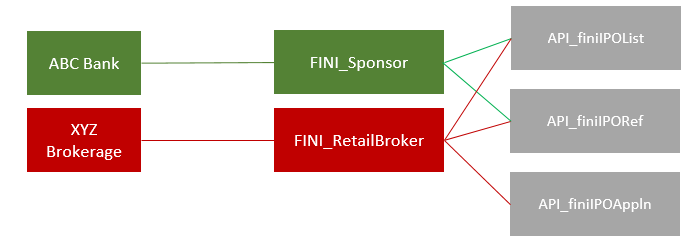 ABC Bank
FINI_Sponsor
API_finiIPOList
API_finiIPORef
XYZ
Brokerage
FINI_RetailBroker
API_finiIPOAppln